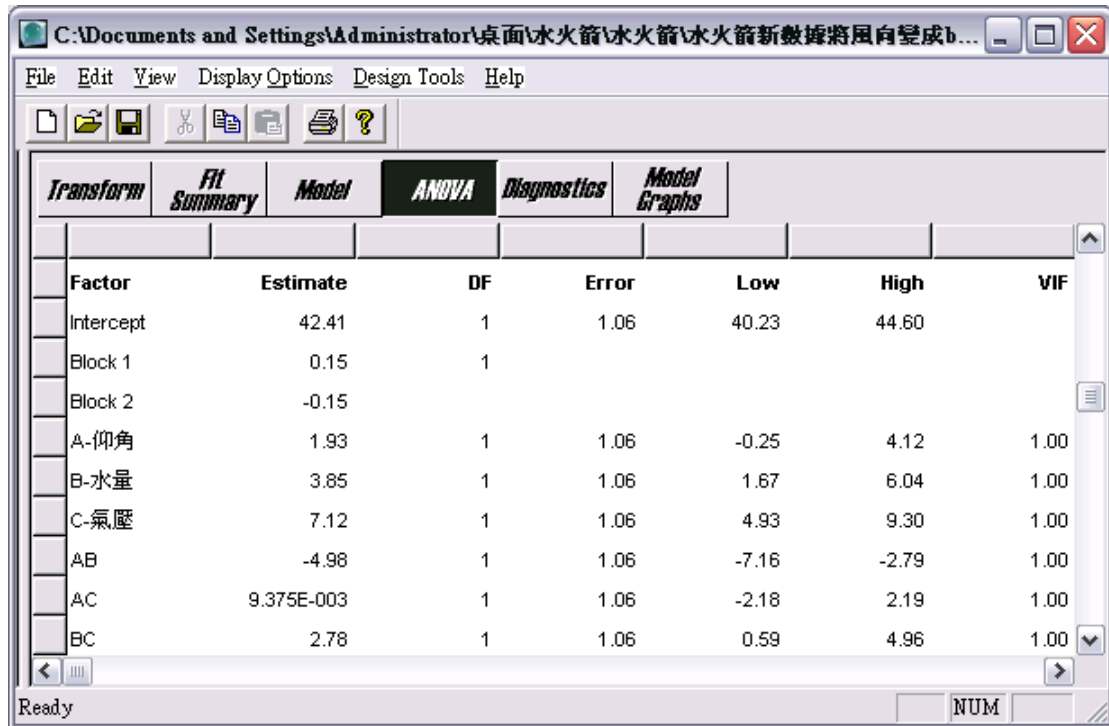 C:\Documents and Settings\Administrator\桌面\水火箭\水火箭\水火箭新數據將風向變成b...
File Edit View Display Options Design Tools Help
Transform Fit Summary Model ANOVA Diagnostics Model Graphs
Factor Estimate DF Error Low High VIF
Intercept 42.41 1 1.06 40.23 44.60
Block 1 0.15 1
Block 2 -0.15
A-仰角 1.93 1 1.06 -0.25 4.12 1.00
B-水量 3.85 1 1.06 1.67 6.04 1.00
C-氣壓 7.12 1 1.06 4.93 9.30 1.00
AB -4.98 1 1.06 -7.16 -2.79 1.00
AC 9.375E-003 1 1.06 -2.18 2.19 1.00
BC 2.78 1 1.06 0.59 4.96 1.00
Ready NUM